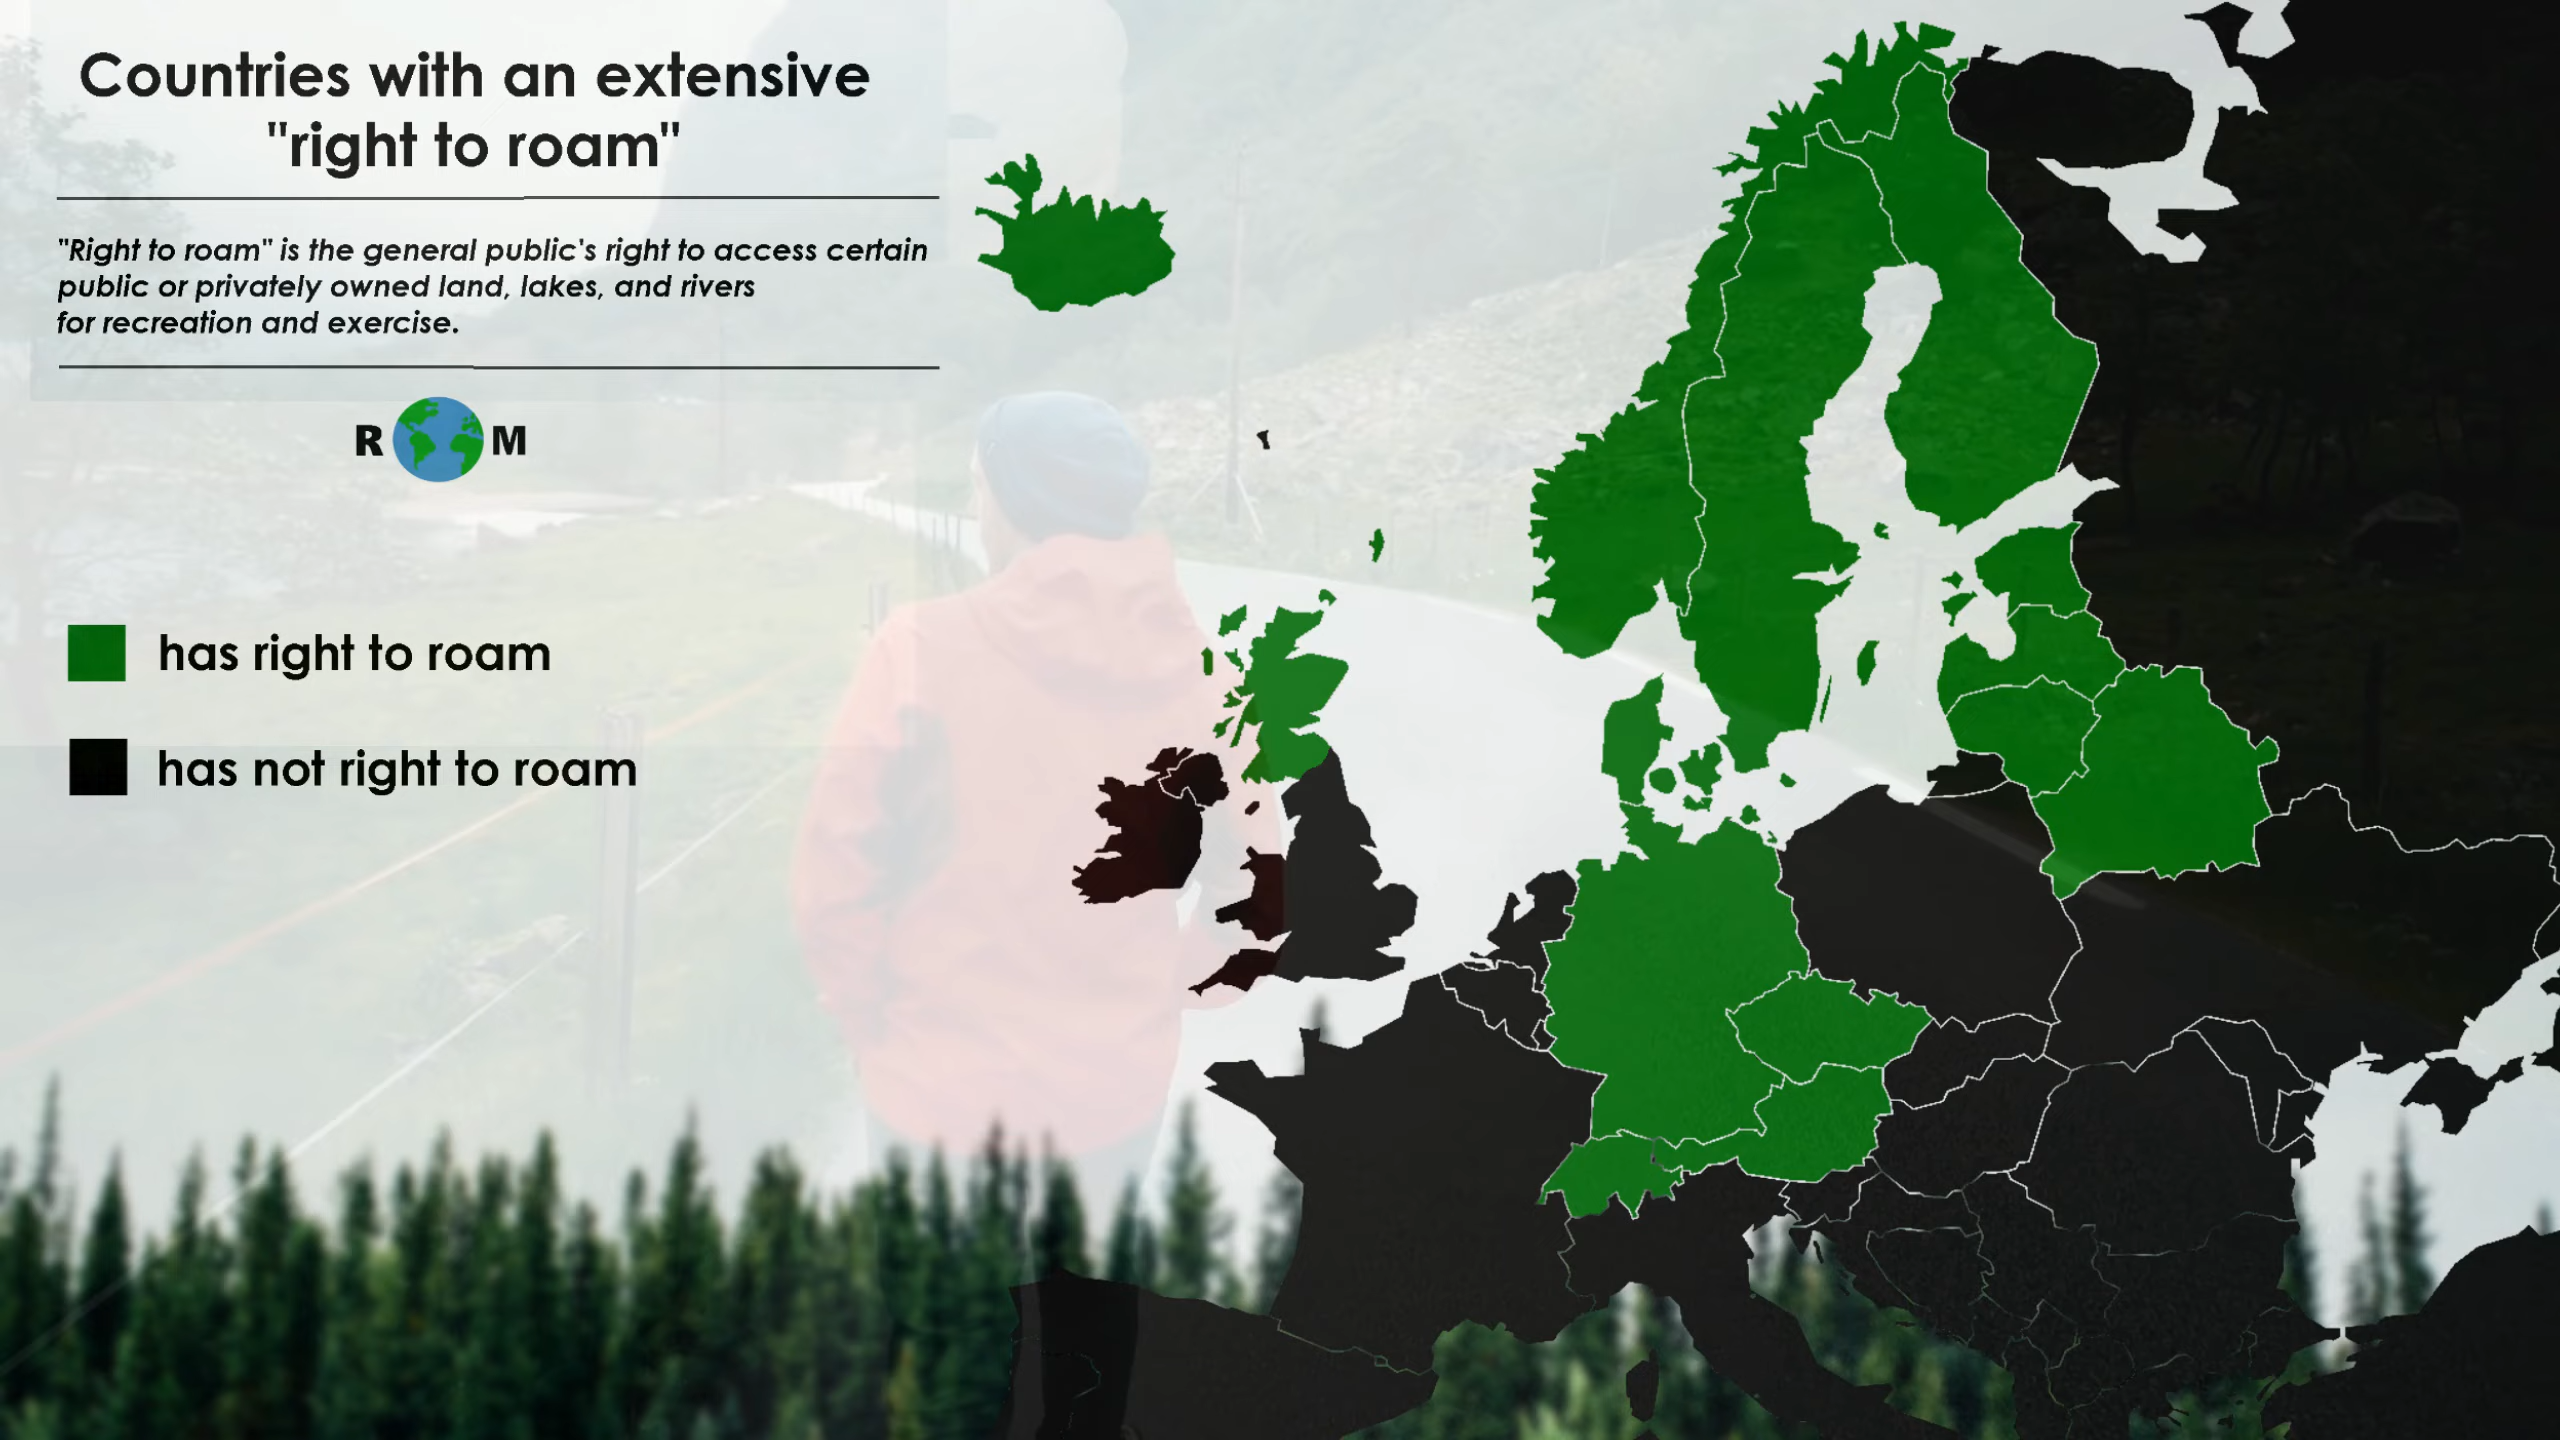 Countries with an extensive
"right to roam"
"Right to roam" is the general public's right to access certain
public or privately owned land, lakes, and rivers
for recreation and exercise.
R M
has right to roam
has not right to roam